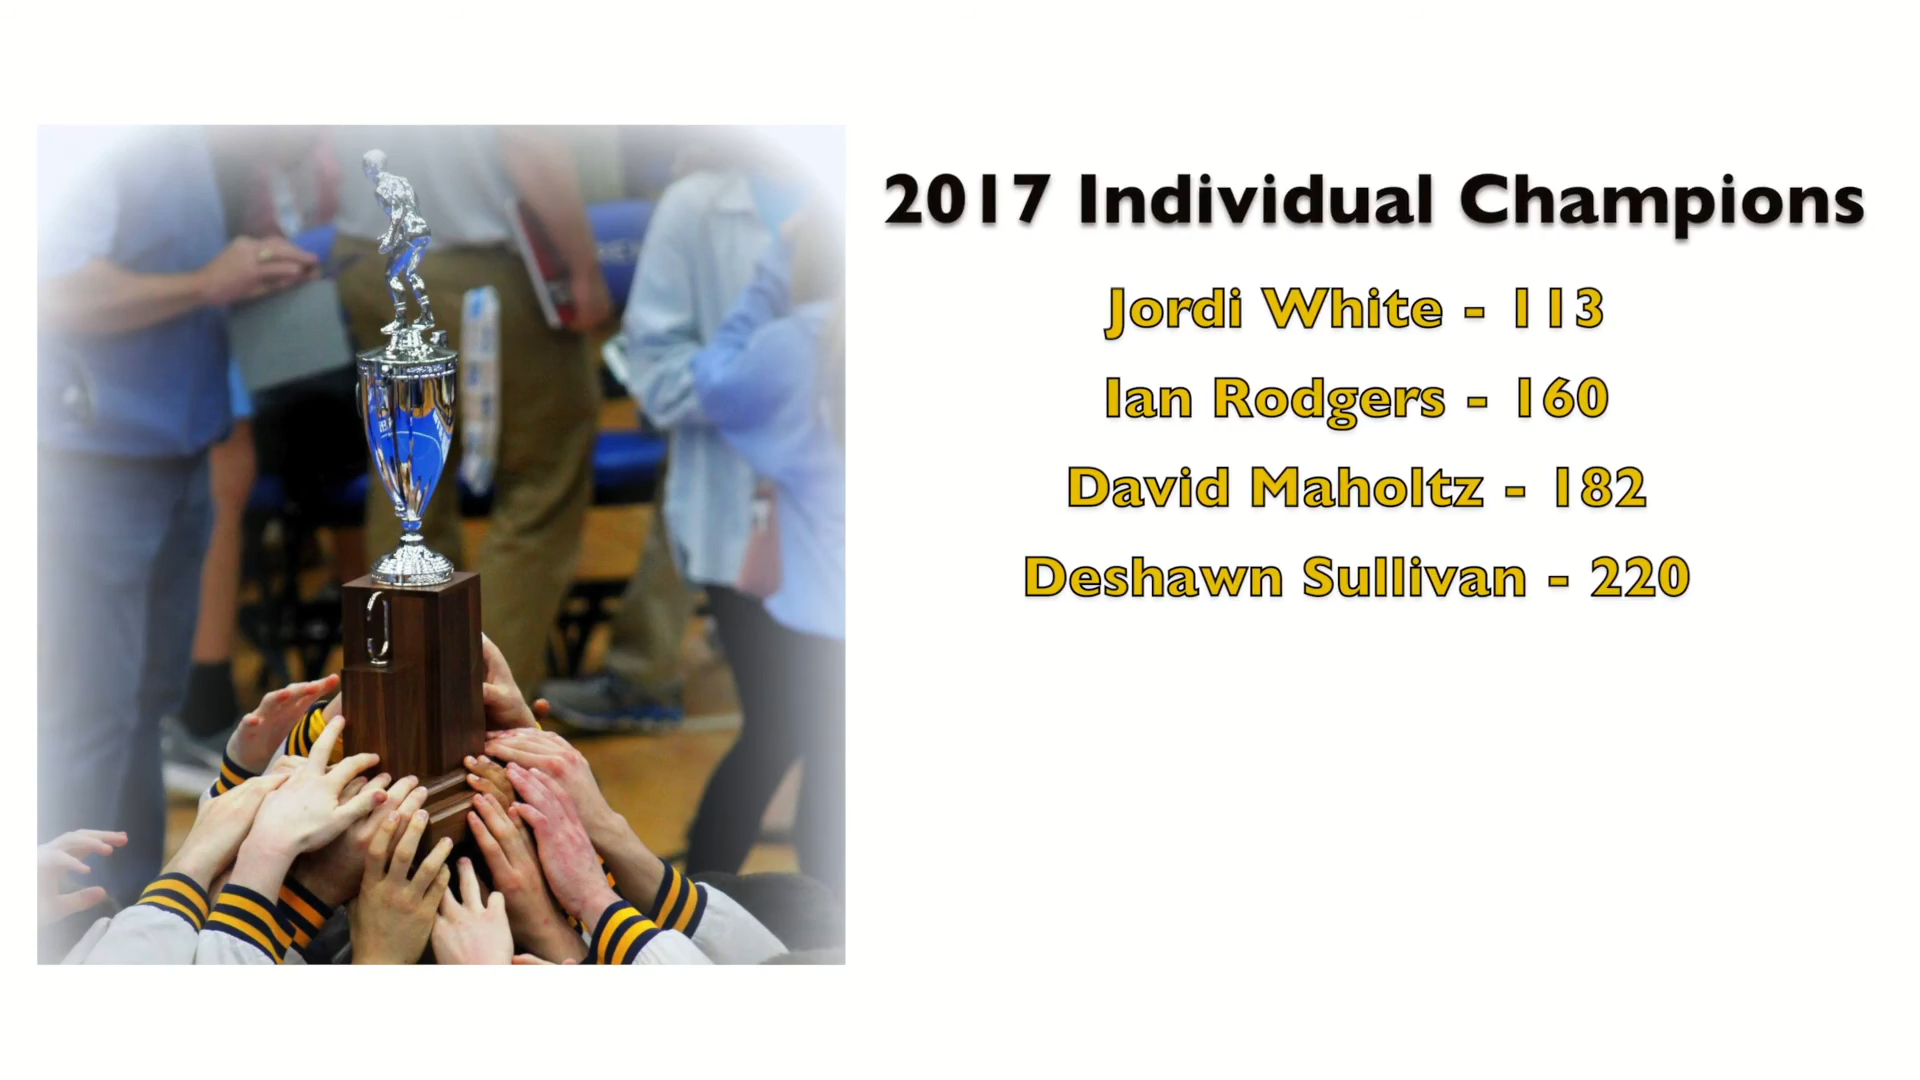 2017 Individual Champions
Jordi White - 113
Ian Rodgers - 160
David Maholtz - 182
Deshawn Sullivan - 220